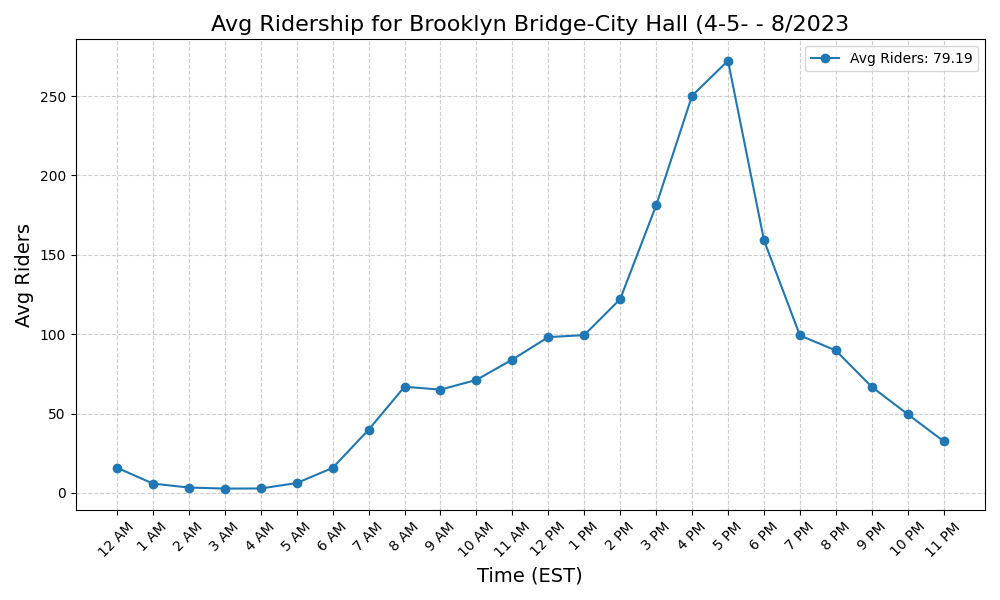 Avg Ridership for Brooklyn Bridge-City Hall (4-5- - 8/2023
Avg Riders: 79.19
Avg Riders
250
200
150
100
50
0
12 AM
1 AM
2 AM
3 AM
4 AM
5 AM
6 AM
7 AM
8 AM
9 AM
10 AM
11 AM
12 PM
1 PM
2 PM
3 PM
4 PM
5 PM
6 PM
7 PM
8 PM
9 PM
10 PM
11 PM
Time (EST)